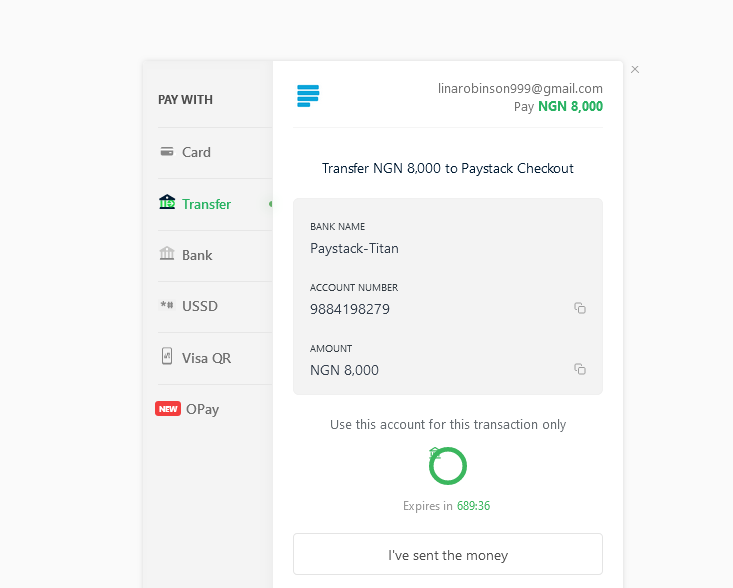 PAY WITH
Card
Transfer
Bank
*# USSD
Visa QR
NEW OPay
×
linarobinson999@gmail.com
Pay NGN 8,000
Transfer NGN 8,000 to Paystack Checkout
BANK NAME
Paystack-Titan
ACCOUNT NUMBER
9884198279
AMOUNT
NGN 8,000
Use this account for this transaction only
Expires in 689:36
I've sent the money